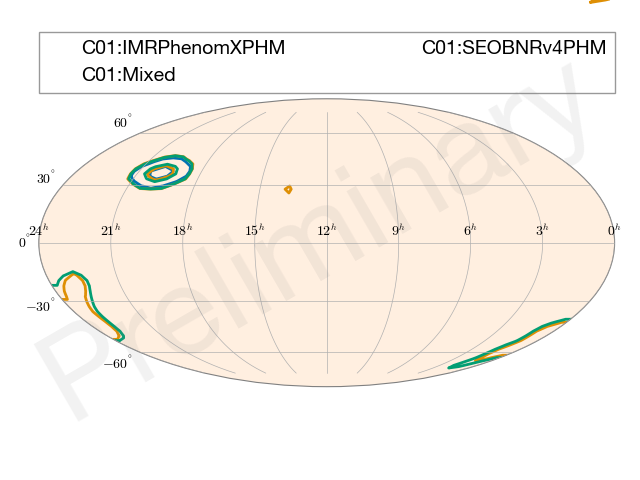 C01:IMRPhenomXPHM C01:SEOBNRv4PHM
C01:Mixed
60°
30°
0° 24h 21h 18h 15h 12h 9h 6h 3h 0h
−30°
−60°
Preliminary